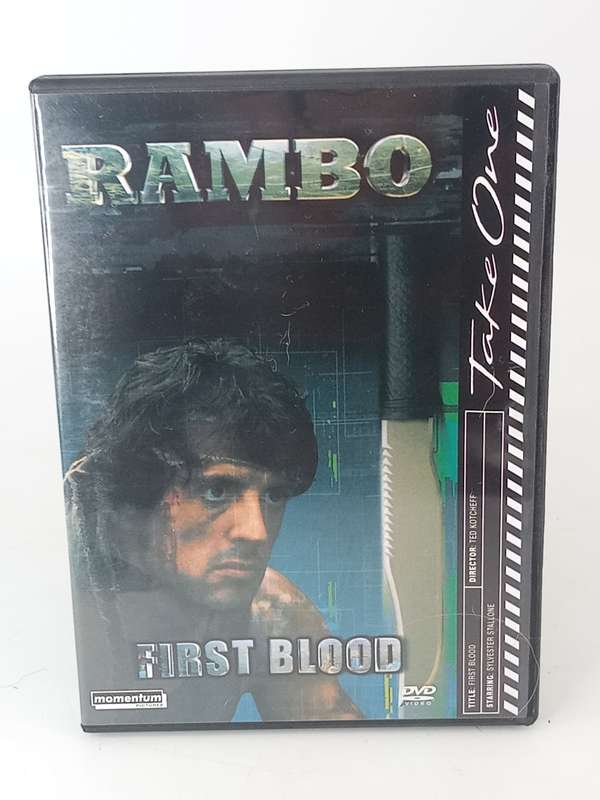 RAMBO
Take One
FIRST BLOOD
DIRECTOR: TED KOTCHEFF
TITLE: FIRST BLOOD
STARRING: SYLVESTER STALLONE
momentum
PICTURES
DVD
VIDEO